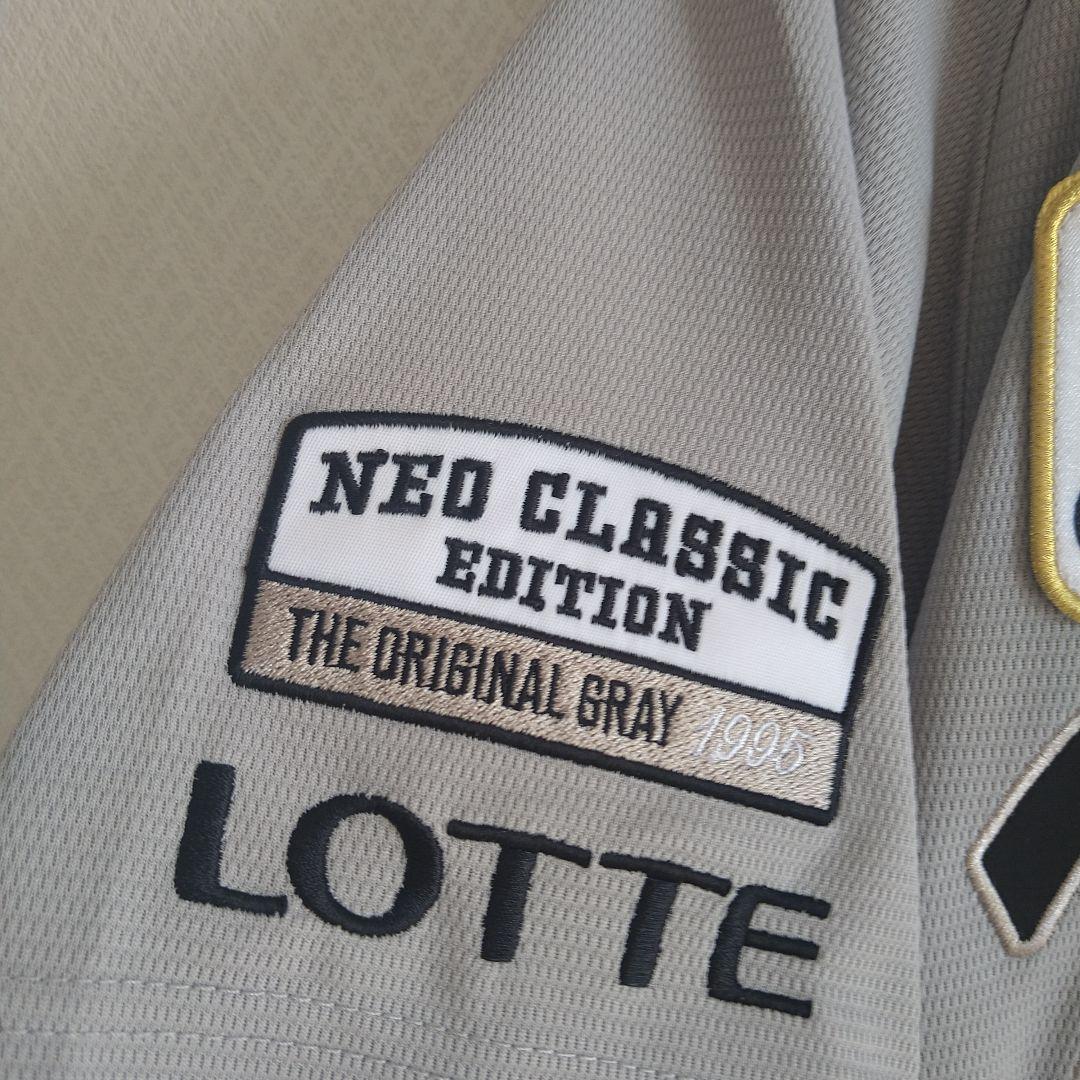 NEO CLASSIC
EDITION
THE ORIGINAL GRAY 1995
LOTTE